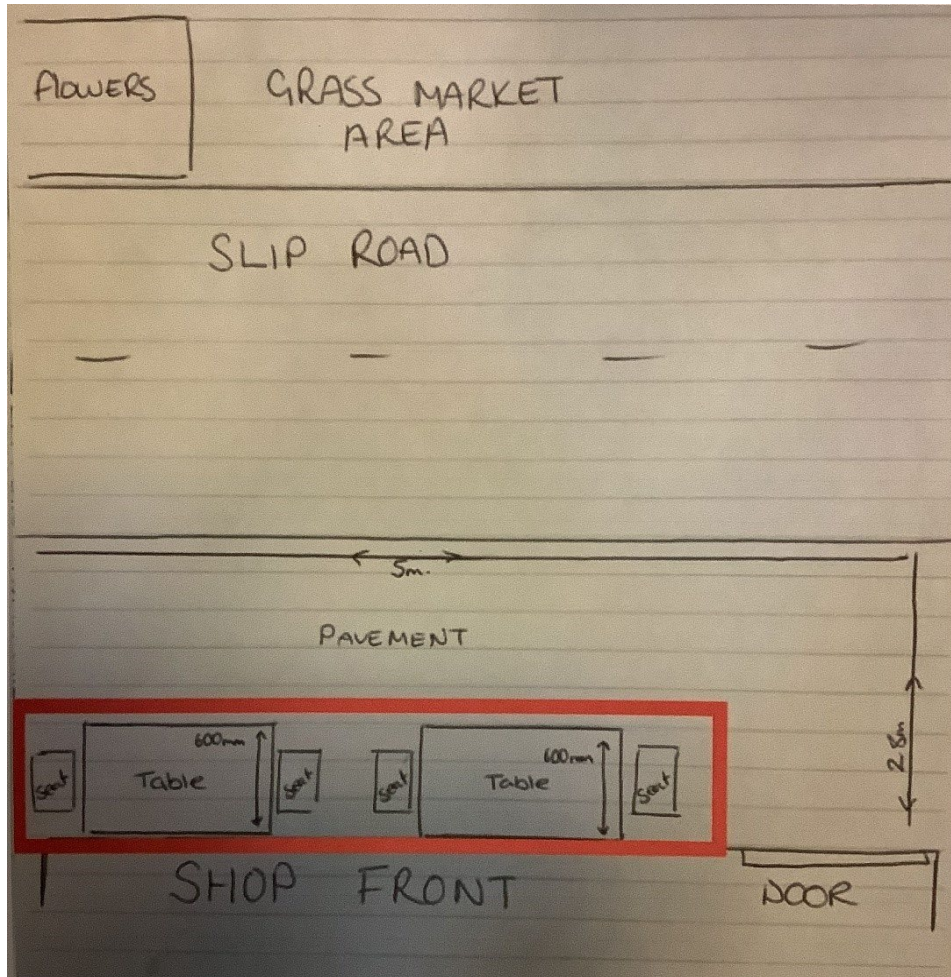 FLOWERS
GRASS MARKET
AREA
SLIP ROAD
5m.
PAVEMENT
2.8m
600mm
600mm
Seat
Table
Seat
Seat
Table
Seat
SHOP FRONT
DOOR